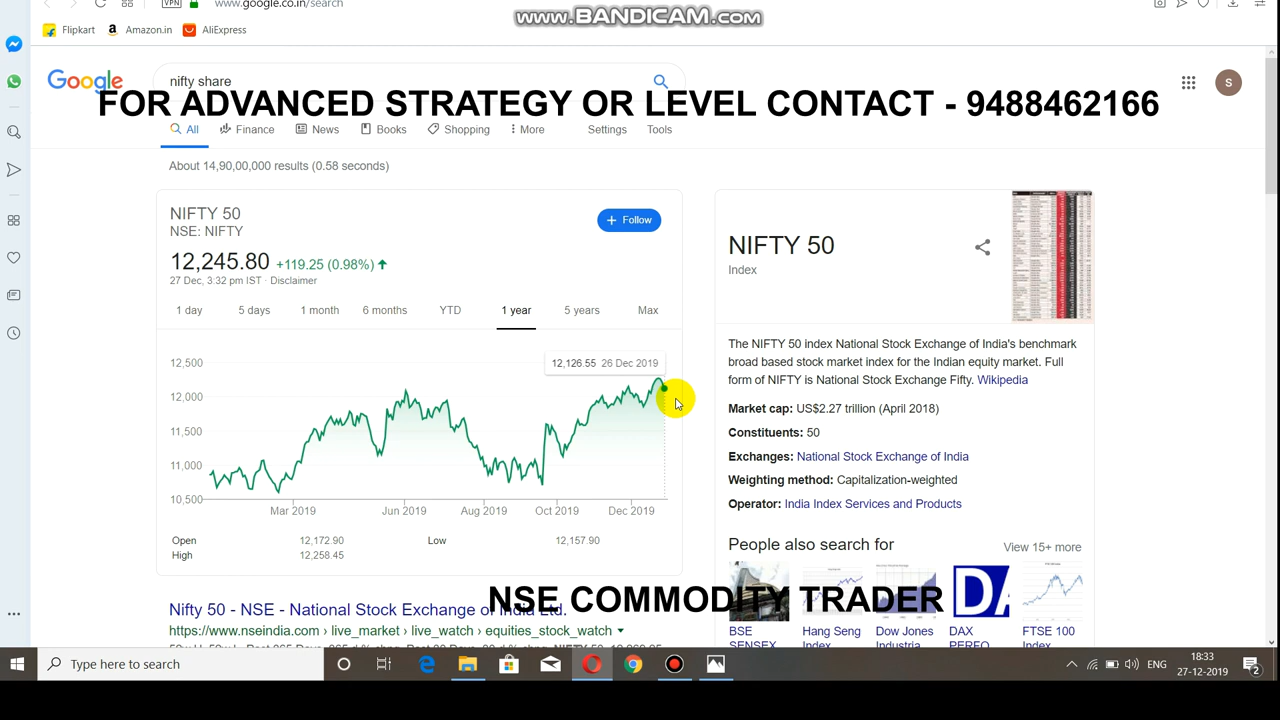 www.BANDICAM.com
VPN www.google.co.in/search
Flipkart Amazon.in AliExpress
Google nifty share
S
FOR ADVANCED STRATEGY OR LEVEL CONTACT - 9488462166
All Finance News Books Shopping More Settings Tools
About 14,90,00,000 results (0.58 seconds)
NIFTY 50
NSE: NIFTY
Follow
12,245.80 +119.25 (0.98%)
27 Dec, 3:32 pm IST · Disclaimer
1 day 5 days 1 month 6 months YTD 1 year 5 years Max
12,126.55 26 Dec 2019
12,500
12,000
11,500
11,000
10,500
Mar 2019 Jun 2019 Aug 2019 Oct 2019 Dec 2019
Open 12,172.90 Low 12,157.90
High 12,258.45
NIFTY 50
Index
The NIFTY 50 index National Stock Exchange of India's benchmark
broad based stock market index for the Indian equity market. Full
form of NIFTY is National Stock Exchange Fifty. Wikipedia
Market cap: US$2.27 trillion (April 2018)
Constituents: 50
Exchanges: National Stock Exchange of India
Weighting method: Capitalization-weighted
Operator: India Index Services and Products
People also search for View 15+ more
BSE SENSEX
Hang Seng Index
Dow Jones Industria
DAX
FTSE 100 Index
NSE COMMODITY TRADER
Nifty 50 - NSE - National Stock Exchange of India Ltd.
https://www.nseindia.com › live_market › live_watch › equities_stock_watch
Type here to search
ENG
18:33
27-12-2019
2